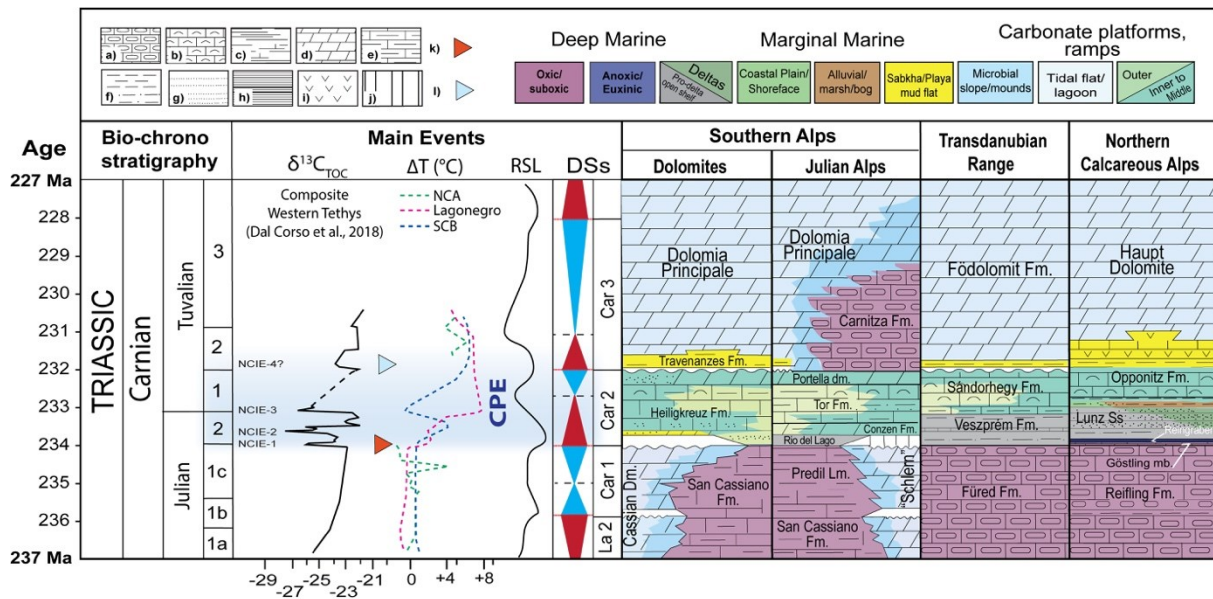 a)
b)
c)
d)
e)
k)
f)
g)
h)
i)
j)
l)
Deep Marine
Marginal Marine
Carbonate platforms,
ramps
Oxic/
suboxic
Anoxic/
Euxinic
Deltas
Pro-delta
open shelf
Coastal Plain/
Shoreface
Alluvial/
marsh/bog
Sabkha/Playa
mud flat
Microbial
slope/mounds
Tidal flat/
lagoon
Outer
Inner to
Middle
Age
Bio-chrono
stratigraphy
Main Events
δ13CTOC
ΔT (°C)
RSL
DSs
Southern Alps
Dolomites
Julian Alps
Transdanubian
Range
Northern
Calcareous Alps
227 Ma
228
229
230
231
232
233
234
235
236
237 Ma
TRIASSIC
Carnian
Tuvalian
Julian
3
2
1
2
1c
1b
1a
Composite
Western Tethys
(Dal Corso et al., 2018)
NCA
Lagonegro
SCB
NCIE-4?
NCIE-3
NCIE-2
NCIE-1
CPE
Car 3
Car 2
Car 1
La 2
Dolomia
Principale
Travenanzes Fm.
Heiligkreuz Fm.
Cassian Dm.
San Cassiano
Fm.
Dolomia
Principale
Carnitza Fm.
Portella dm.
Tor Fm.
Conzen Fm.
Rio del Lago
Predil Lm.
"Schlern"
San Cassiano
Fm.
Födolomit Fm.
Sándorhegy Fm.
Veszprém Fm.
Füred Fm.
Haupt
Dolomite
Opponitz Fm.
Lunz Ss
Göstling mb.
Reifling Fm.
-29
-27
-25
-23
-21
0
+4
+8